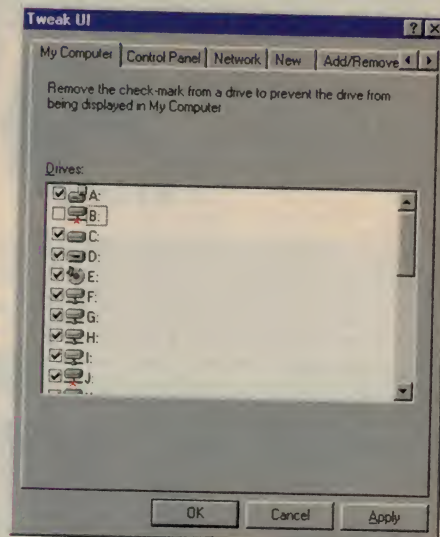 Tweak UI
My Computer Control Panel Network New Add/Remove
Remove the check-mark from a drive to prevent the drive from
being displayed in My Computer
Drives:
A:
B:
C:
D:
E:
F:
G:
H:
I:
J:
OK Cancel Apply